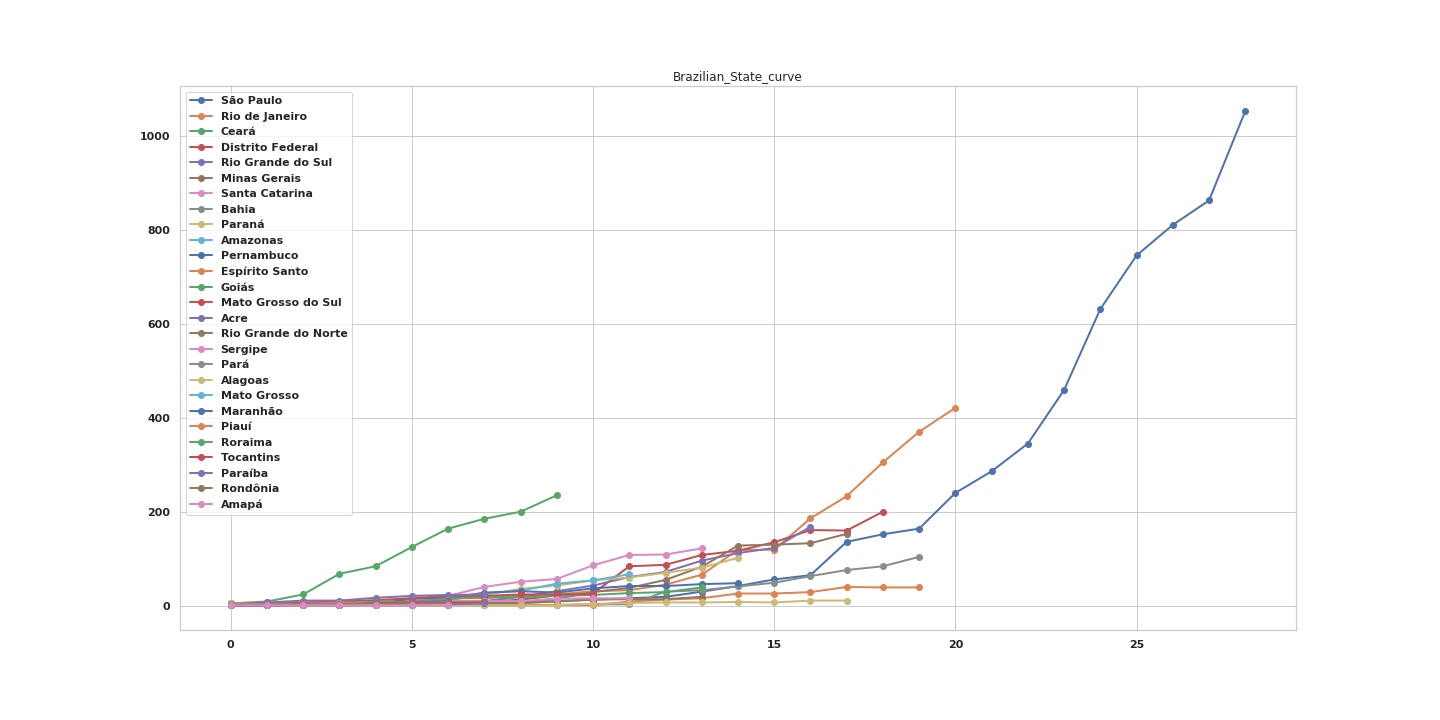 Brazilian_State_curve
São Paulo
Rio de Janeiro
Ceará
Distrito Federal
Rio Grande do Sul
Minas Gerais
Santa Catarina
Bahia
Paraná
Amazonas
Pernambuco
Espírito Santo
Goiás
Mato Grosso do Sul
Acre
Rio Grande do Norte
Sergipe
Pará
Alagoas
Mato Grosso
Maranhão
Piauí
Roraima
Tocantins
Paraíba
Rondônia
Amapá
1000
800
600
400
200
0
0 5 10 15 20 25